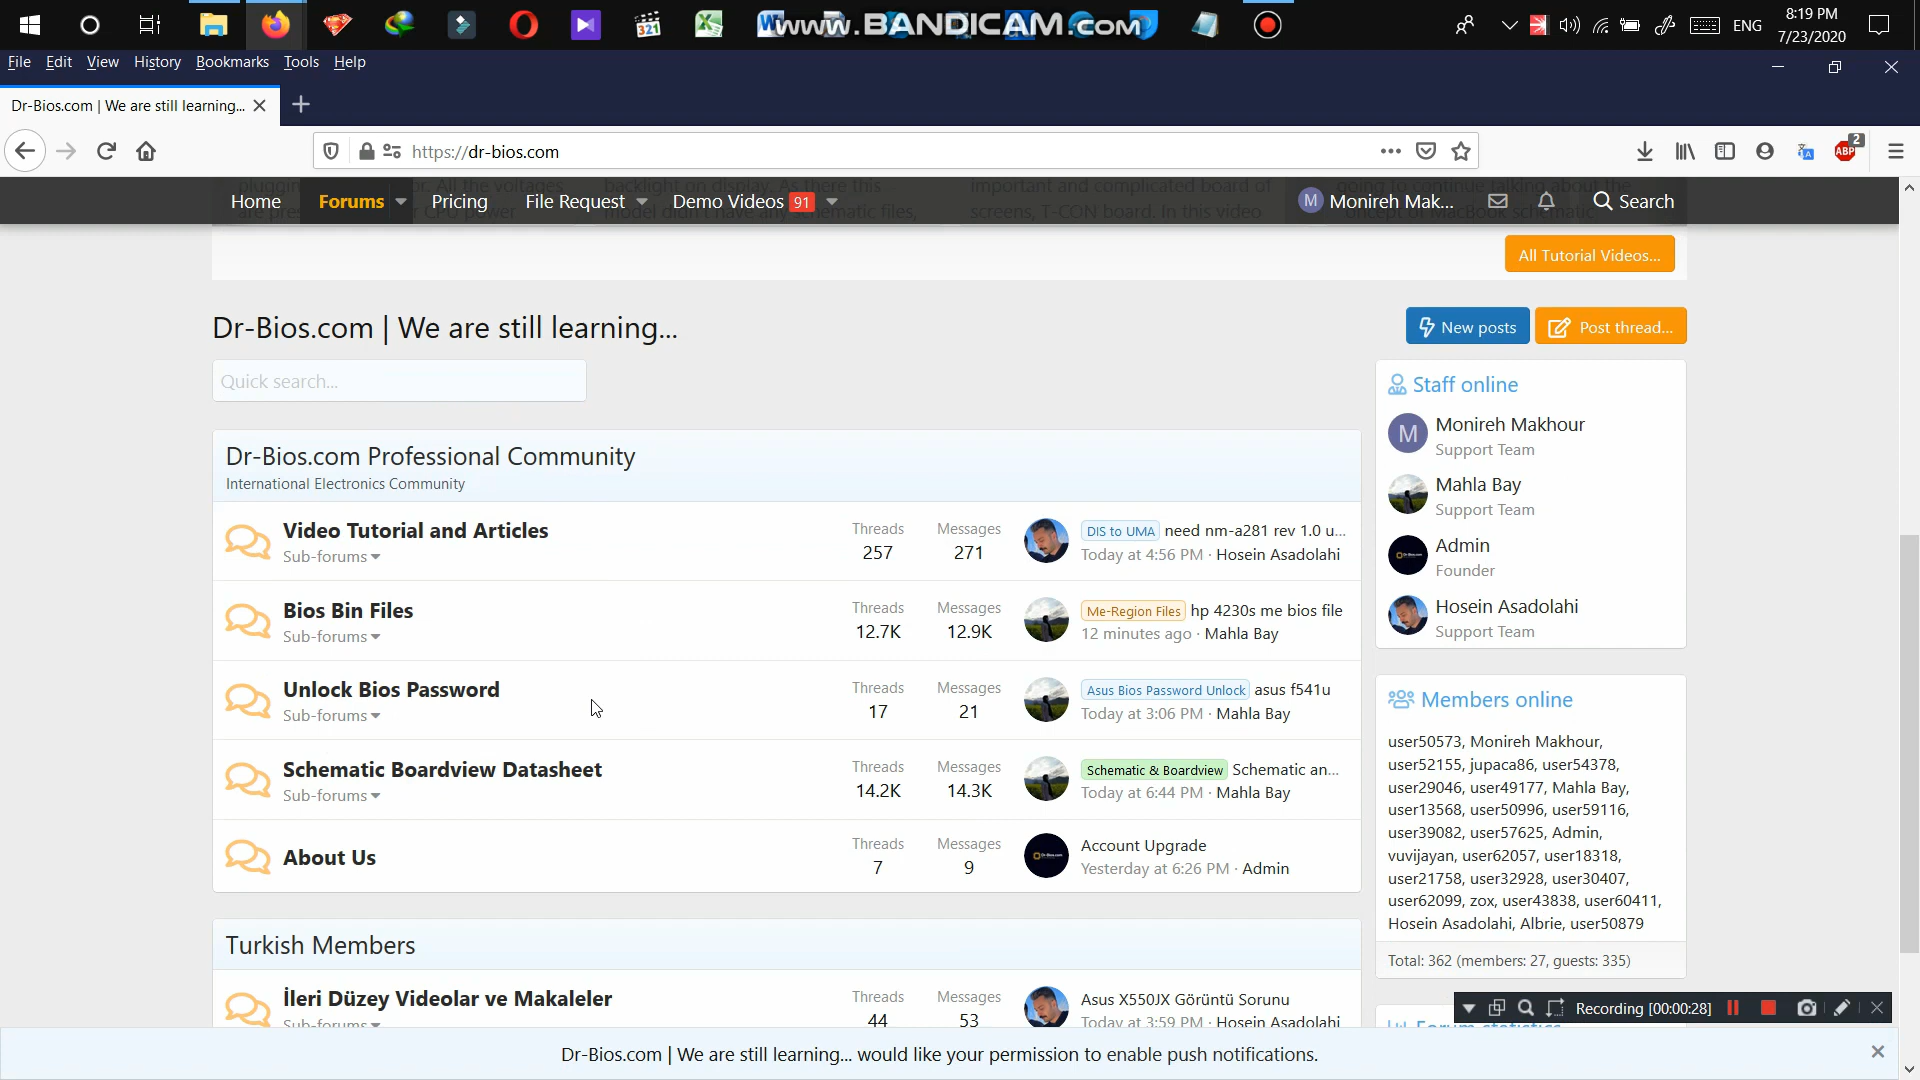 www.BANDICAM.com
321
ENG
8:19 PM
7/23/2020
File Edit View History Bookmarks Tools Help
Dr-Bios.com | We are still learning...
https://dr-bios.com
ABP 2
Home Forums Pricing File Request Demo Videos 91 M Monireh Mak... Search
All Tutorial Videos...
Dr-Bios.com | We are still learning...
New posts Post thread...
Quick search...
Dr-Bios.com Professional Community
International Electronics Community
Video Tutorial and Articles
Sub-forums
Threads
257
Messages
271
DIS to UMA need nm-a281 rev 1.0 u...
Today at 4:56 PM · Hosein Asadolahi
Bios Bin Files
Sub-forums
Threads
12.7K
Messages
12.9K
Me-Region Files hp 4230s me bios file
12 minutes ago · Mahla Bay
Unlock Bios Password
Sub-forums
Threads
17
Messages
21
Asus Bios Password Unlock asus f541u
Today at 3:06 PM · Mahla Bay
Schematic Boardview Datasheet
Sub-forums
Threads
14.2K
Messages
14.3K
Schematic & Boardview Schematic an...
Today at 6:44 PM · Mahla Bay
About Us
Threads
7
Messages
9
Account Upgrade
Yesterday at 6:26 PM · Admin
Turkish Members
İleri Düzey Videolar ve Makaleler
Sub-forums
Threads
44
Messages
53
Asus X550JX Görüntü Sorunu
Today at 3:59 PM · Hosein Asadolahi
Staff online
M
Monireh Makhour
Support Team
Mahla Bay
Support Team
Admin
Founder
Hosein Asadolahi
Support Team
Members online
user50573, Monireh Makhour,
user52155, jupaca86, user54378,
user29046, user49177, Mahla Bay,
user13568, user50996, user59116,
user39082, user57625, Admin,
vuvijayan, user62057, user18318,
user21758, user32928, user30407,
user62099, zox, user43838, user60411,
Hosein Asadolahi, Albrie, user50879
Total: 362 (members: 27, guests: 335)
Forum statistics
Recording [00:00:28]
Dr-Bios.com | We are still learning... would like your permission to enable push notifications.